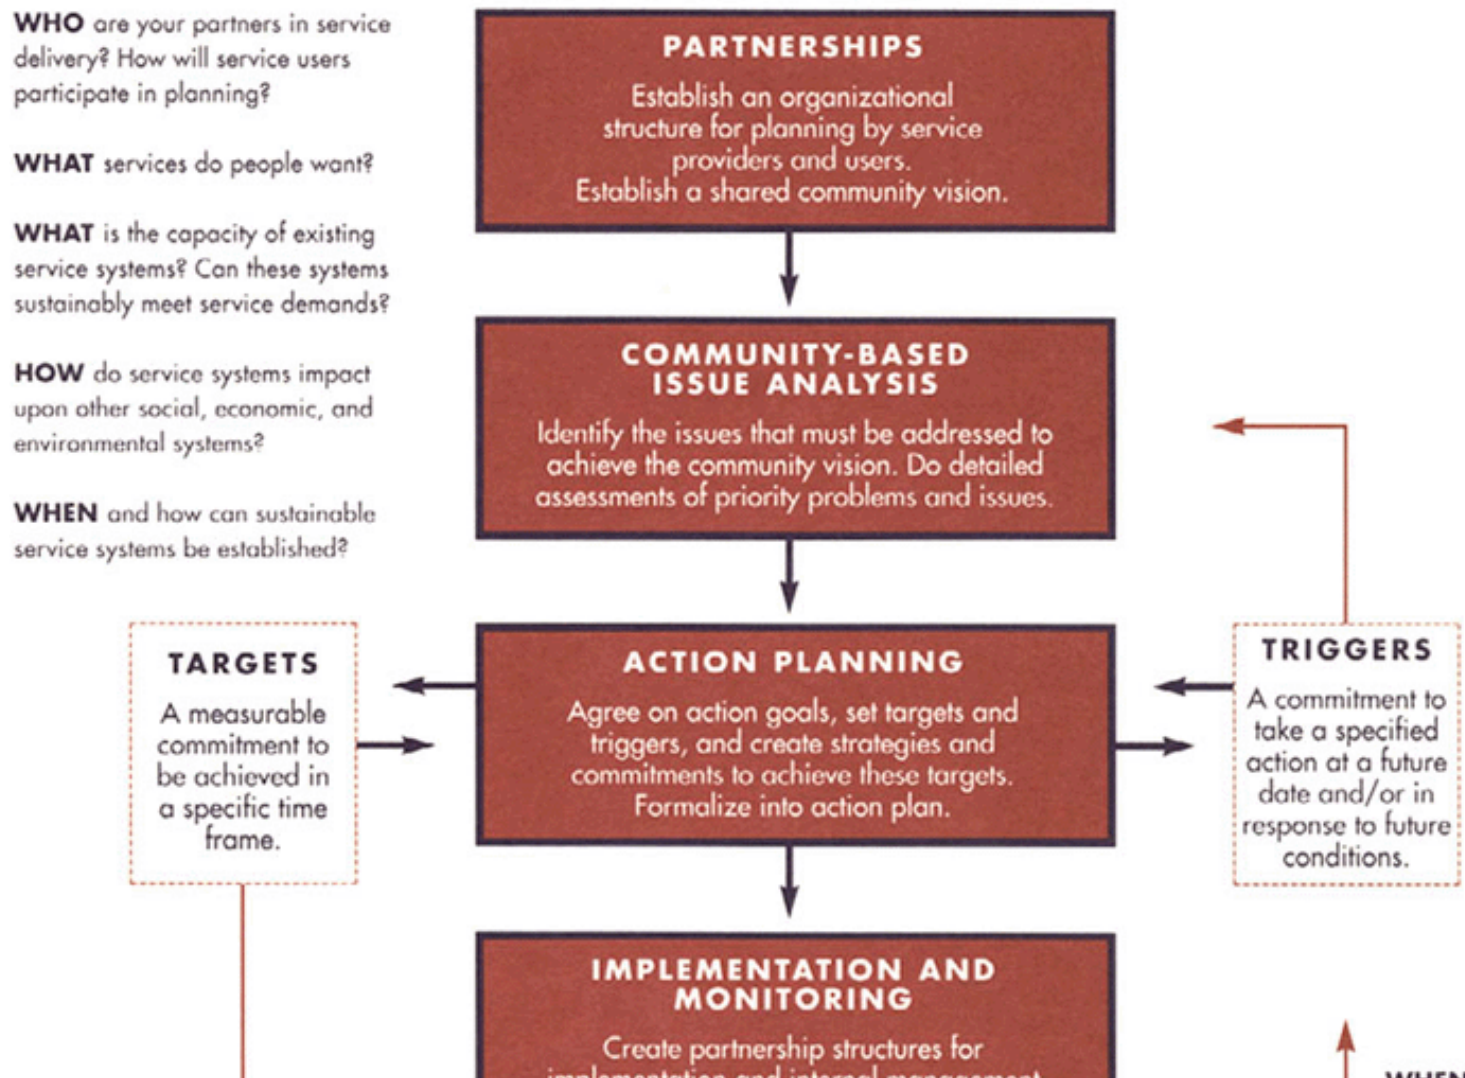 WHO are your partners in service
delivery? How will service users
participate in planning?
WHAT services do people want?
WHAT is the capacity of existing
service systems? Can these systems
sustainably meet service demands?
HOW do service systems impact
upon other social, economic, and
environmental systems?
WHEN and how can sustainable
service systems be established?
PARTNERSHIPS
Establish an organizational
structure for planning by service
providers and users.
Establish a shared community vision.
COMMUNITY-BASED
ISSUE ANALYSIS
Identify the issues that must be addressed to
achieve the community vision. Do detailed
assessments of priority problems and issues.
TARGETS
A measurable
commitment to
be achieved in
a specific time
frame.
ACTION PLANNING
Agree on action goals, set targets and
triggers, and create strategies and
commitments to achieve these targets.
Formalize into action plan.
TRIGGERS
A commitment to
take a specified
action at a future
date and/or in
response to future
conditions.
IMPLEMENTATION AND
MONITORING
Create partnership structures for
implementation and internal management
WHEN